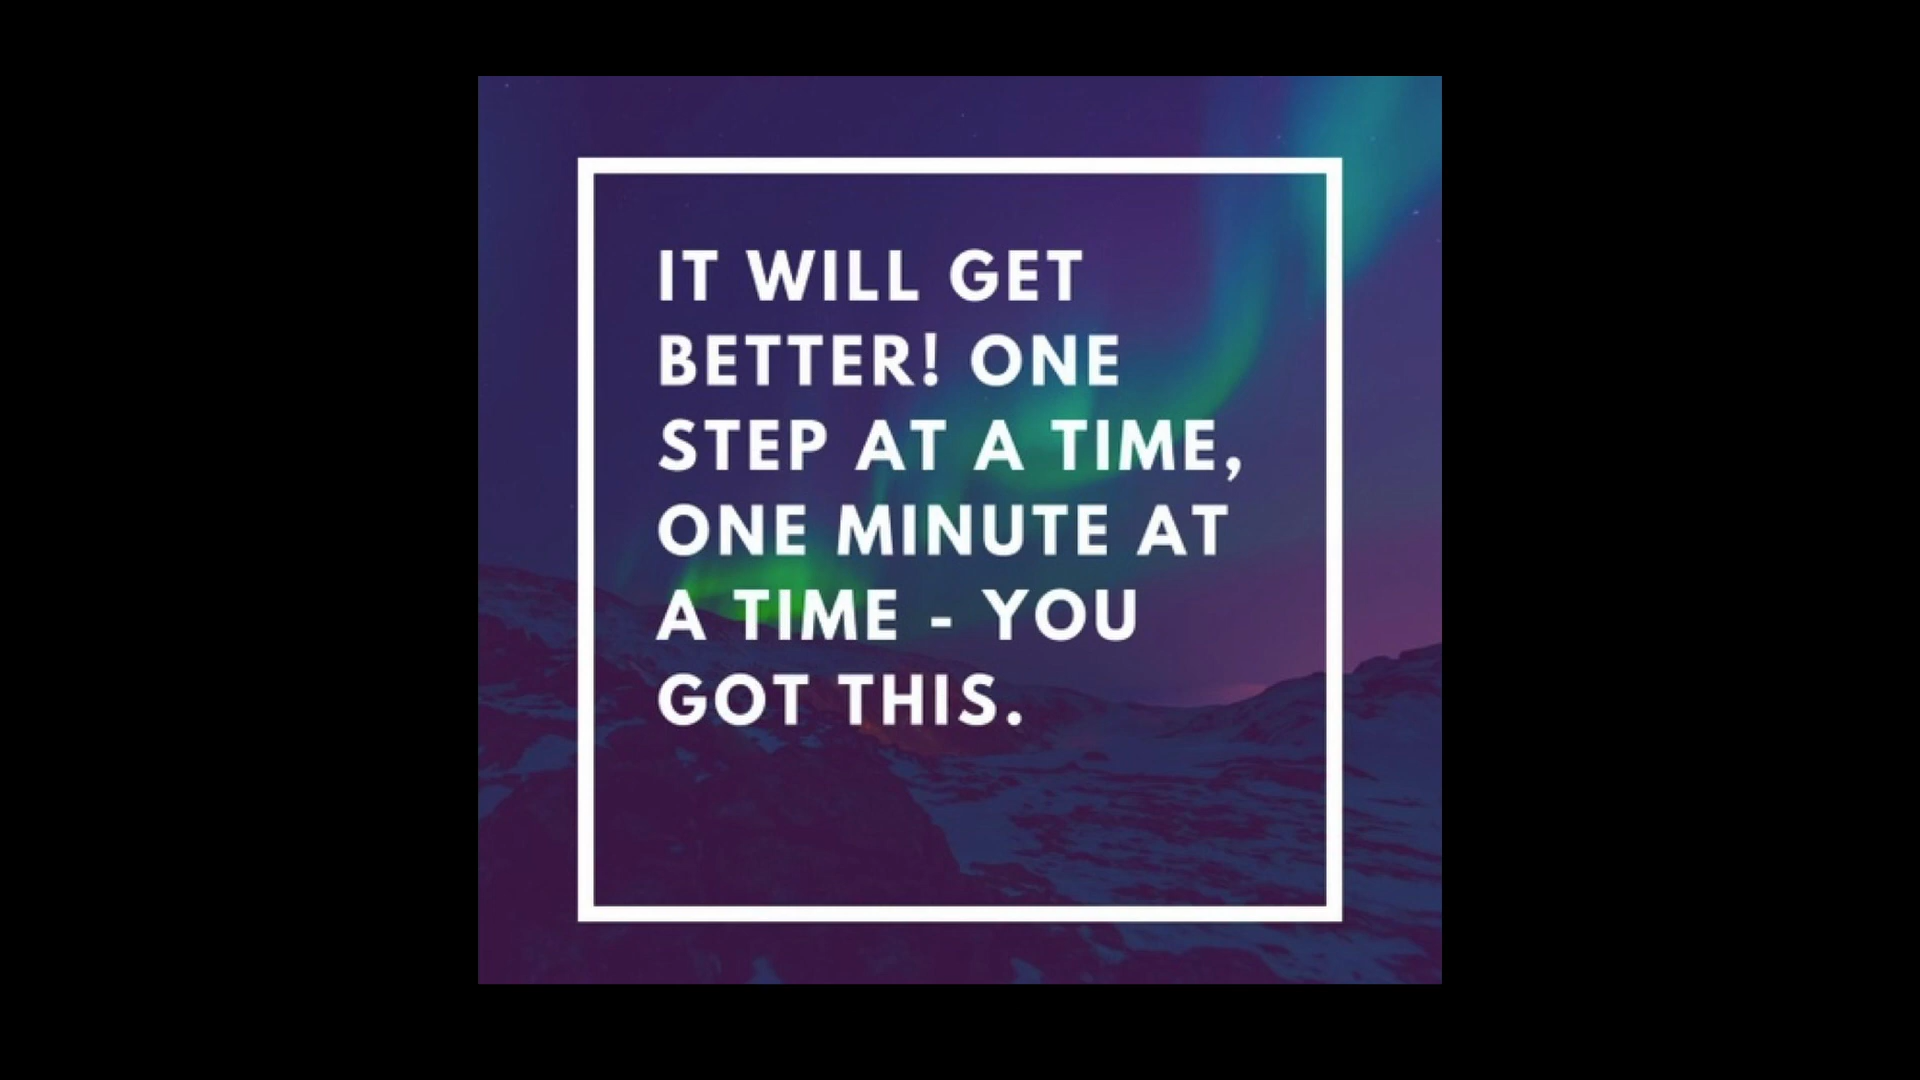 IT WILL GET
BETTER! ONE
STEP AT A TIME,
ONE MINUTE AT
A TIME - YOU
GOT THIS.